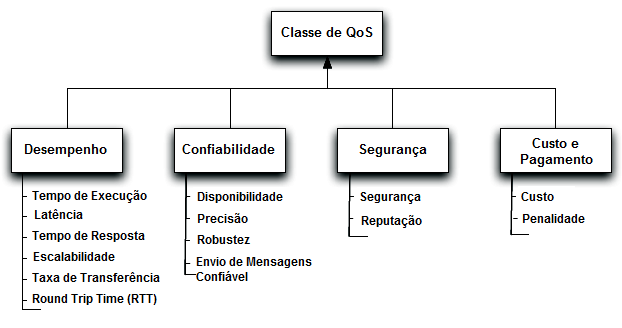 Classe de QoS
Desempenho
Tempo de Execução
Latência
Tempo de Resposta
Escalabilidade
Taxa de Transferência
Round Trip Time (RTT)
Confiabilidade
Disponibilidade
Precisão
Robustez
Envio de Mensagens
Confiável
Segurança
Segurança
Reputação
Custo e
Pagamento
Custo
Penalidade